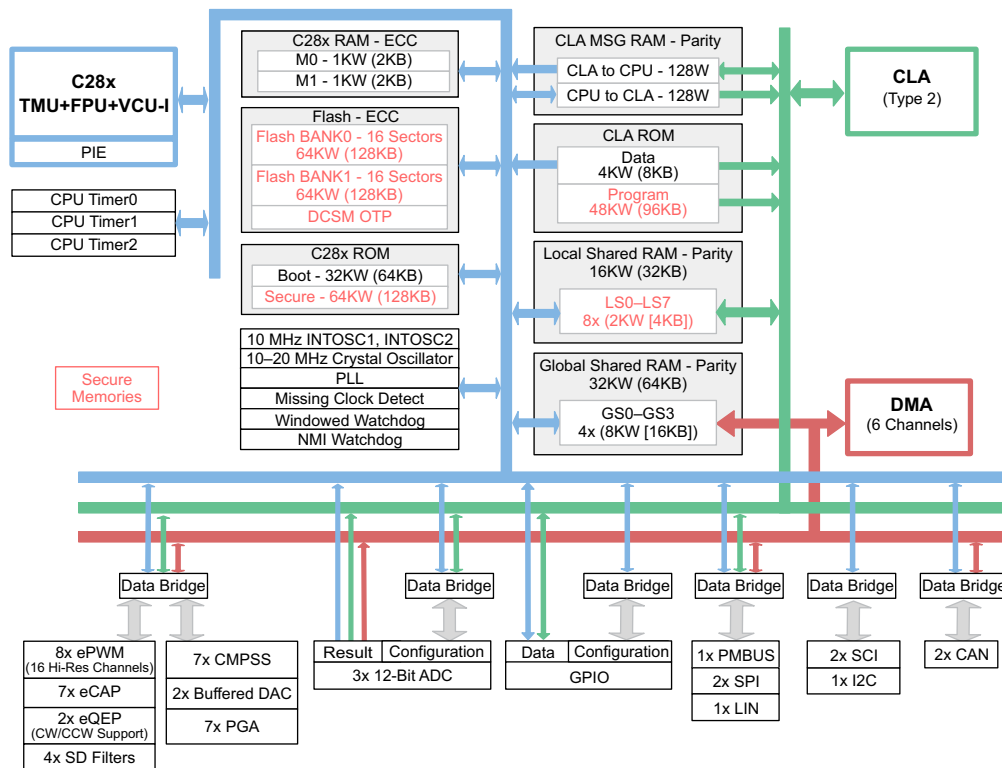 C28x
TMU+FPU+VCU-I
PIE
CPU Timer0
CPU Timer1
CPU Timer2
C28x RAM - ECC
M0 - 1KW (2KB)
M1 - 1KW (2KB)
Flash - ECC
Flash BANK0 - 16 Sectors
64KW (128KB)
Flash BANK1 - 16 Sectors
64KW (128KB)
DCSM OTP
C28x ROM
Boot - 32KW (64KB)
Secure - 64KW (128KB)
10 MHz INTOSC1, INTOSC2
10–20 MHz Crystal Oscillator
PLL
Missing Clock Detect
Windowed Watchdog
NMI Watchdog
Secure
Memories
CLA MSG RAM - Parity
CLA to CPU - 128W
CPU to CLA - 128W
CLA ROM
Data
4KW (8KB)
Program
48KW (96KB)
Local Shared RAM - Parity
16KW (32KB)
LS0–LS7
8x (2KW [4KB])
Global Shared RAM - Parity
32KW (64KB)
GS0–GS3
4x (8KW [16KB])
CLA
(Type 2)
DMA
(6 Channels)
Data Bridge
Data Bridge
Data Bridge
Data Bridge
Data Bridge
Data Bridge
8x ePWM
(16 Hi-Res Channels)
7x eCAP
2x eQEP
(CW/CCW Support)
4x SD Filters
7x CMPSS
2x Buffered DAC
7x PGA
Result
Configuration
3x 12-Bit ADC
Data
Configuration
GPIO
1x PMBUS
2x SPI
1x LIN
2x SCI
1x I2C
2x CAN